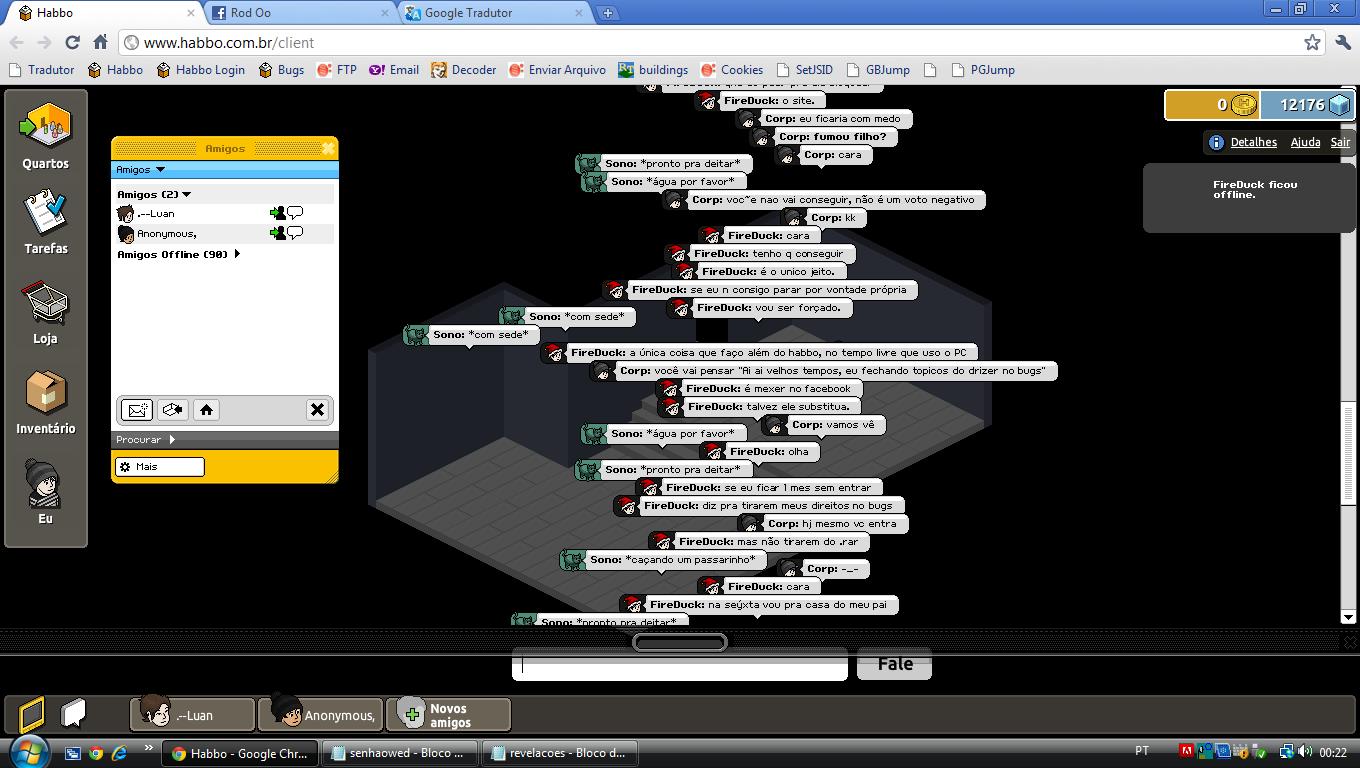 Habbo
Rod Oo
Google Tradutor
www.habbo.com.br/client
Tradutor
Habbo
Habbo Login
Bugs
FTP
Email
Decoder
Enviar Arquivo
buildings
Cookies
SetJSID
GBJump
PGJump
Quartos
Tarefas
Loja
Inventário
Eu
Amigos
Amigos
Amigos (2)
.--Luan
Anonymous,
Amigos Offline (90)
Procurar
Mais
0
12176
Detalhes
Ajuda
Sair
FireDuck ficou
offline.
FireDuck: o site.
Corp: eu ficaria com medo
Corp: fumou filho?
Corp: cara
Sono: *pronto pra deitar*
Sono: *água por favor*
Corp: voc^e nao vai conseguir, não é um voto negativo
Corp: kk
FireDuck: cara
FireDuck: tenho q conseguir
FireDuck: é o unico jeito.
FireDuck: se eu n consigo parar por vontade própria
FireDuck: vou ser forçado.
Sono: *com sede*
Sono: *com sede*
FireDuck: a única coisa que faço além do habbo, no tempo livre que uso o PC
Corp: você vai pensar "Ai ai velhos tempos, eu fechando topicos do drizer no bugs"
FireDuck: é mexer no facebook
FireDuck: talvez ele substitua.
Corp: vamos vê
Sono: *água por favor*
FireDuck: olha
Sono: *pronto pra deitar*
FireDuck: se eu ficar 1 mes sem entrar
FireDuck: diz pra tirarem meus direitos no bugs
Corp: hj mesmo vc entra
FireDuck: mas não trarem do .rar
Sono: *caçando um passarinho*
Corp: -_-
FireDuck: cara
FireDuck: na seýxta vou pra casa do meu pai
Sono: *pronto pra deitar*
Fale
.--Luan
Anonymous,
Novos
amigos
Habbo - Google Chr...
senhaowed - Bloco ...
revelacoes - Bloco d...
PT
00:22